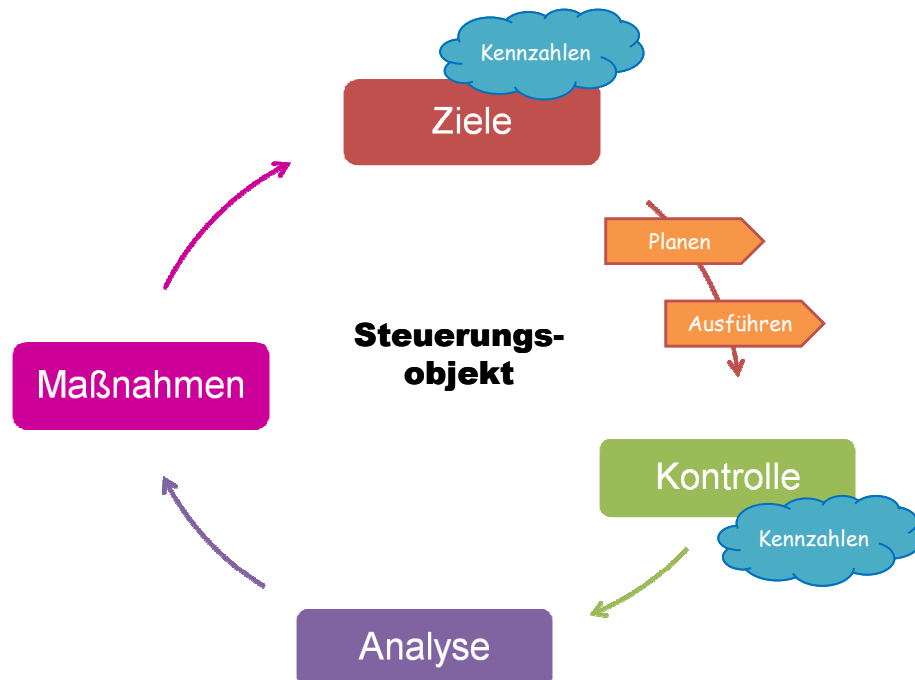 Kennzahlen
Ziele
Planen
Ausführen
Steuerungs-
objekt
Maßnahmen
Kontrolle
Kennzahlen
Analyse